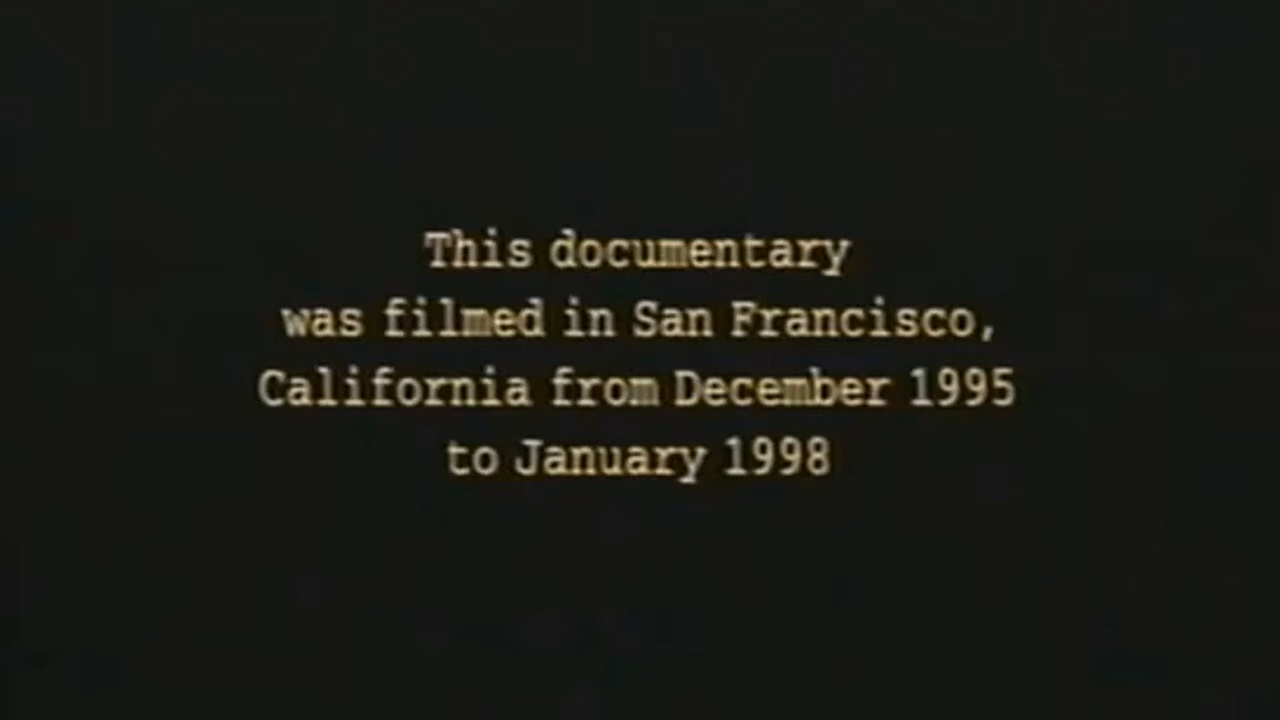 This documentary
was filmed in San Francisco,
California from December 1995
to January 1998